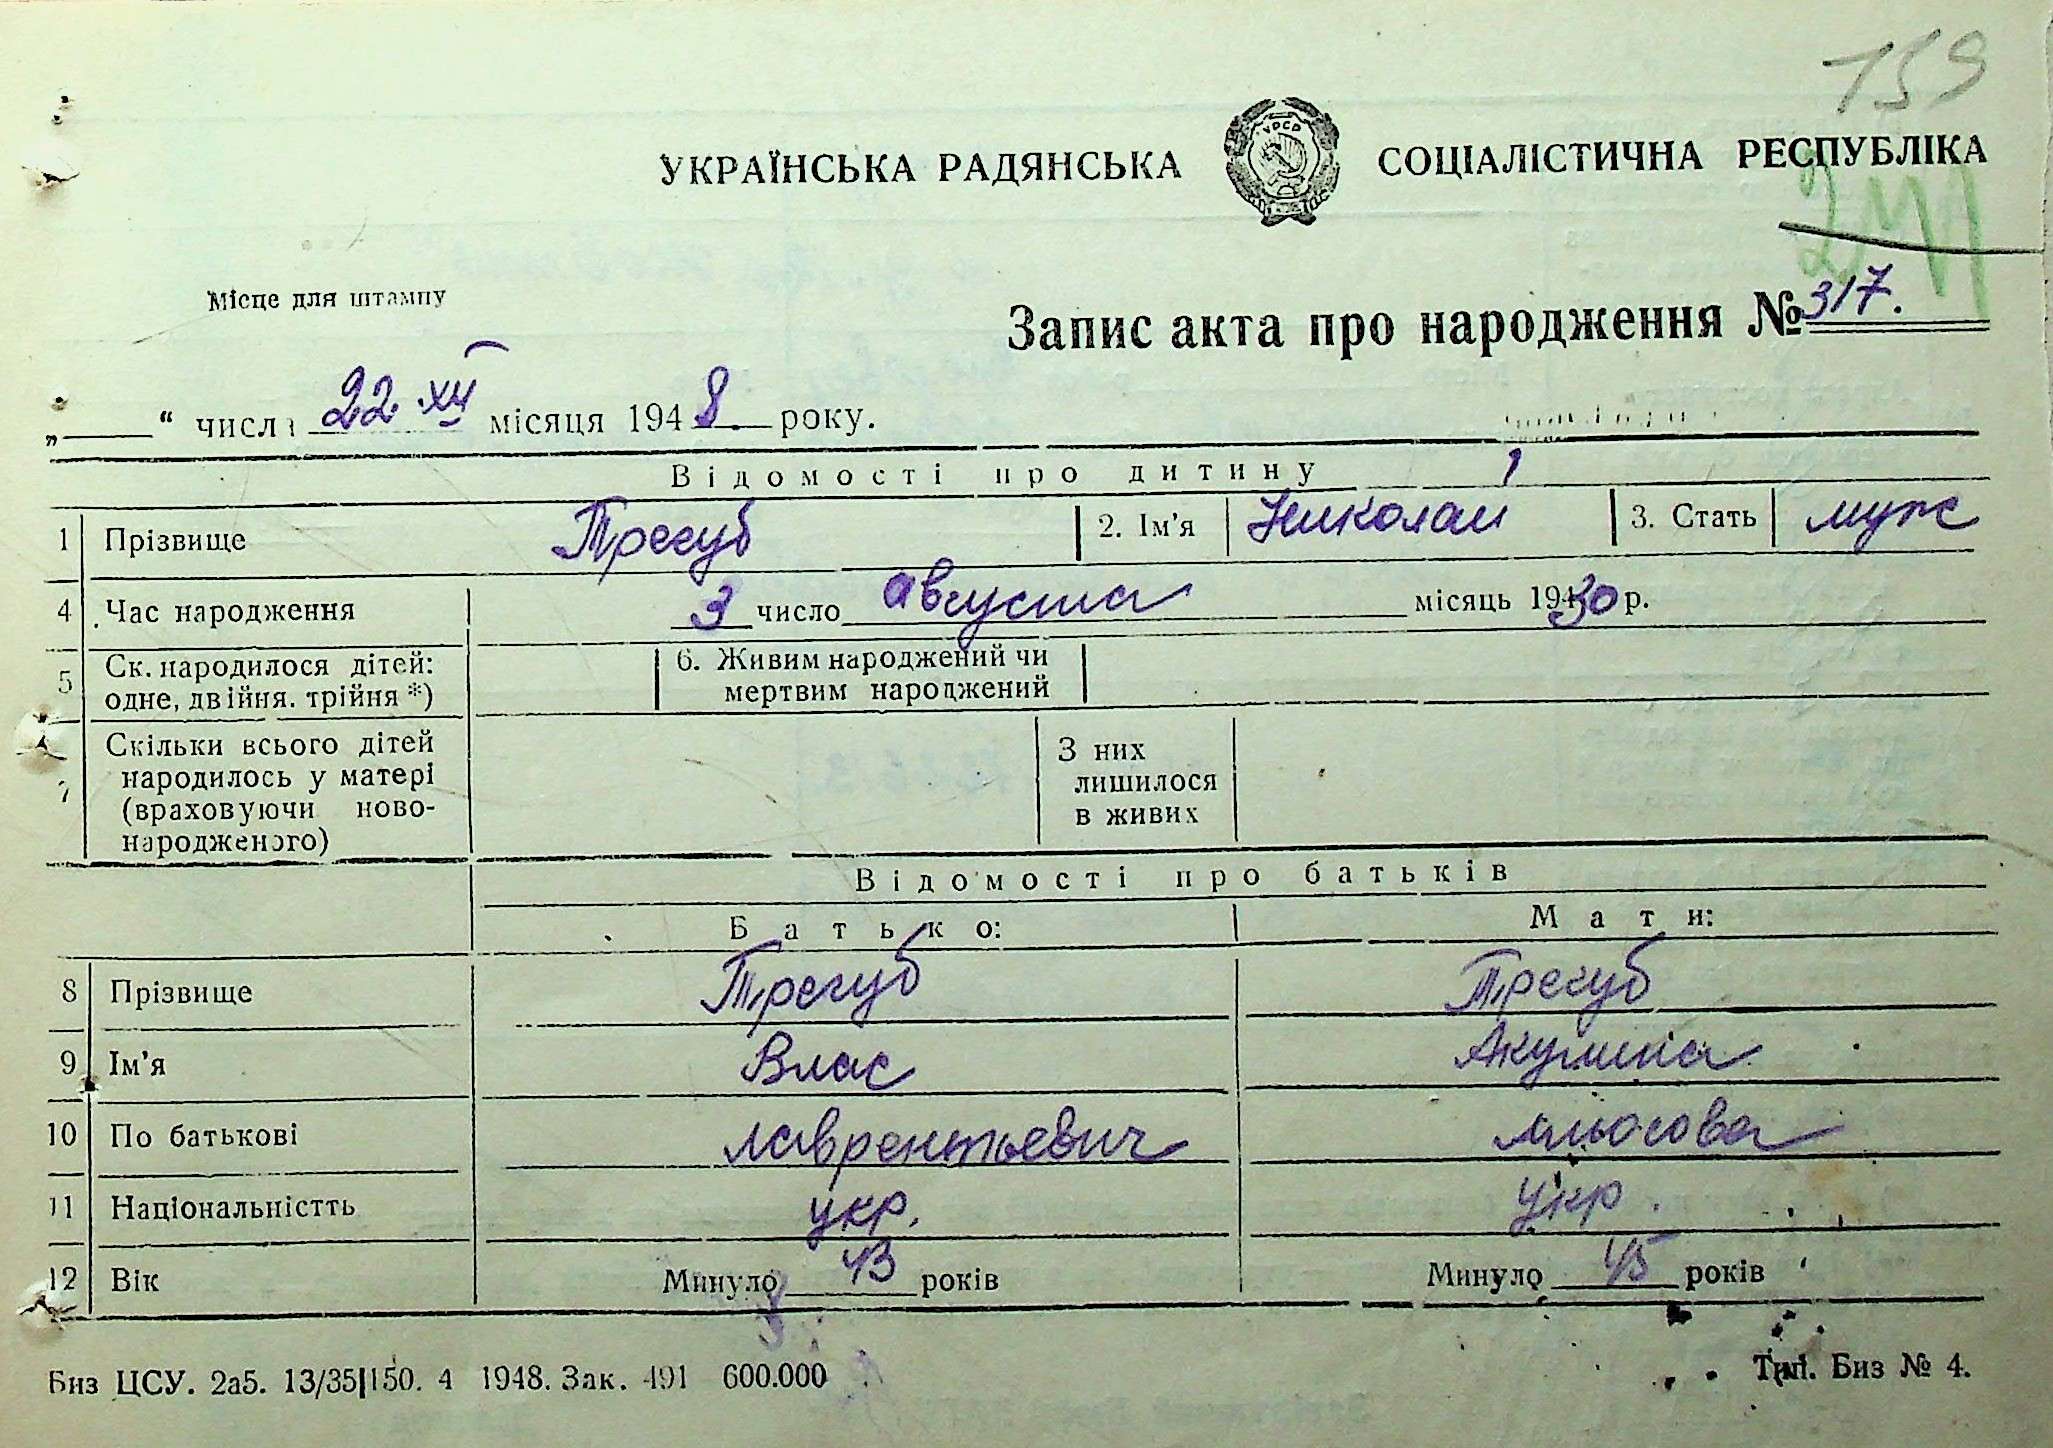 159
УКРАЇНСЬКА РАДЯНСЬКА СОЦІАЛІСТИЧНА РЕСПУБЛІКА
УРСР
Місце для штампу
Запис акта про народження № 317.
„ “ числа 22. XII місяця 1948. року.
Відомості про дитину
1 Прізвище Трегуб 2. Ім’я Николай 3. Стать муж
4 Час народження 3 число августа місяць 1930 р.
5 Ск. народилося дітей: одне, двійня. трійня *) 6. Живим народжений чи мертвим народжений
7 Скільки всього дітей народилось у матері (враховуючи ново-народженого) З них лишилося в живих
Відомості про батьків
Батько: Мати:
8 Прізвище Трегуб Трегуб
9 Ім’я Влас Акулина
10 По батькові Лаврентьевич
11 Національністть укр. Укр.
12 Вік Минуло 43 років Минуло 45 років
Биз ЦСУ. 2а5. 13/35|150. 4 1948. Зак. 491 600.000 Тип. Биз № 4.